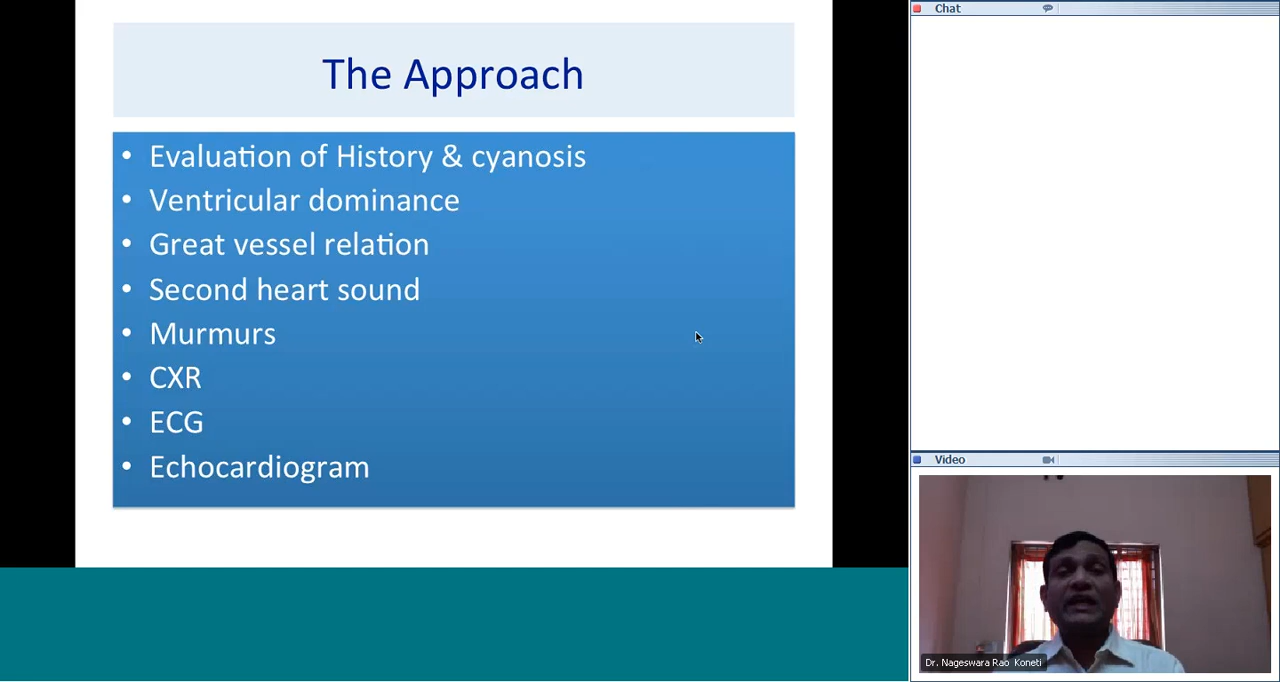 The Approach
• Evaluation of History & cyanosis
• Ventricular dominance
• Great vessel relation
• Second heart sound
• Murmurs
• CXR
• ECG
• Echocardiogram
Chat
Video
Dr. Nageswara Rao Koneti